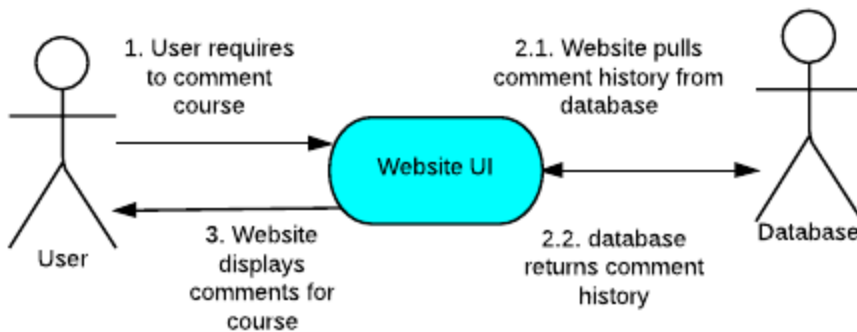 1. User requires
to comment
course
2.1. Website pulls
comment history from
database
Website UI
User
3. Website
displays
comments for
course
2.2. database
returns comment
history
Database